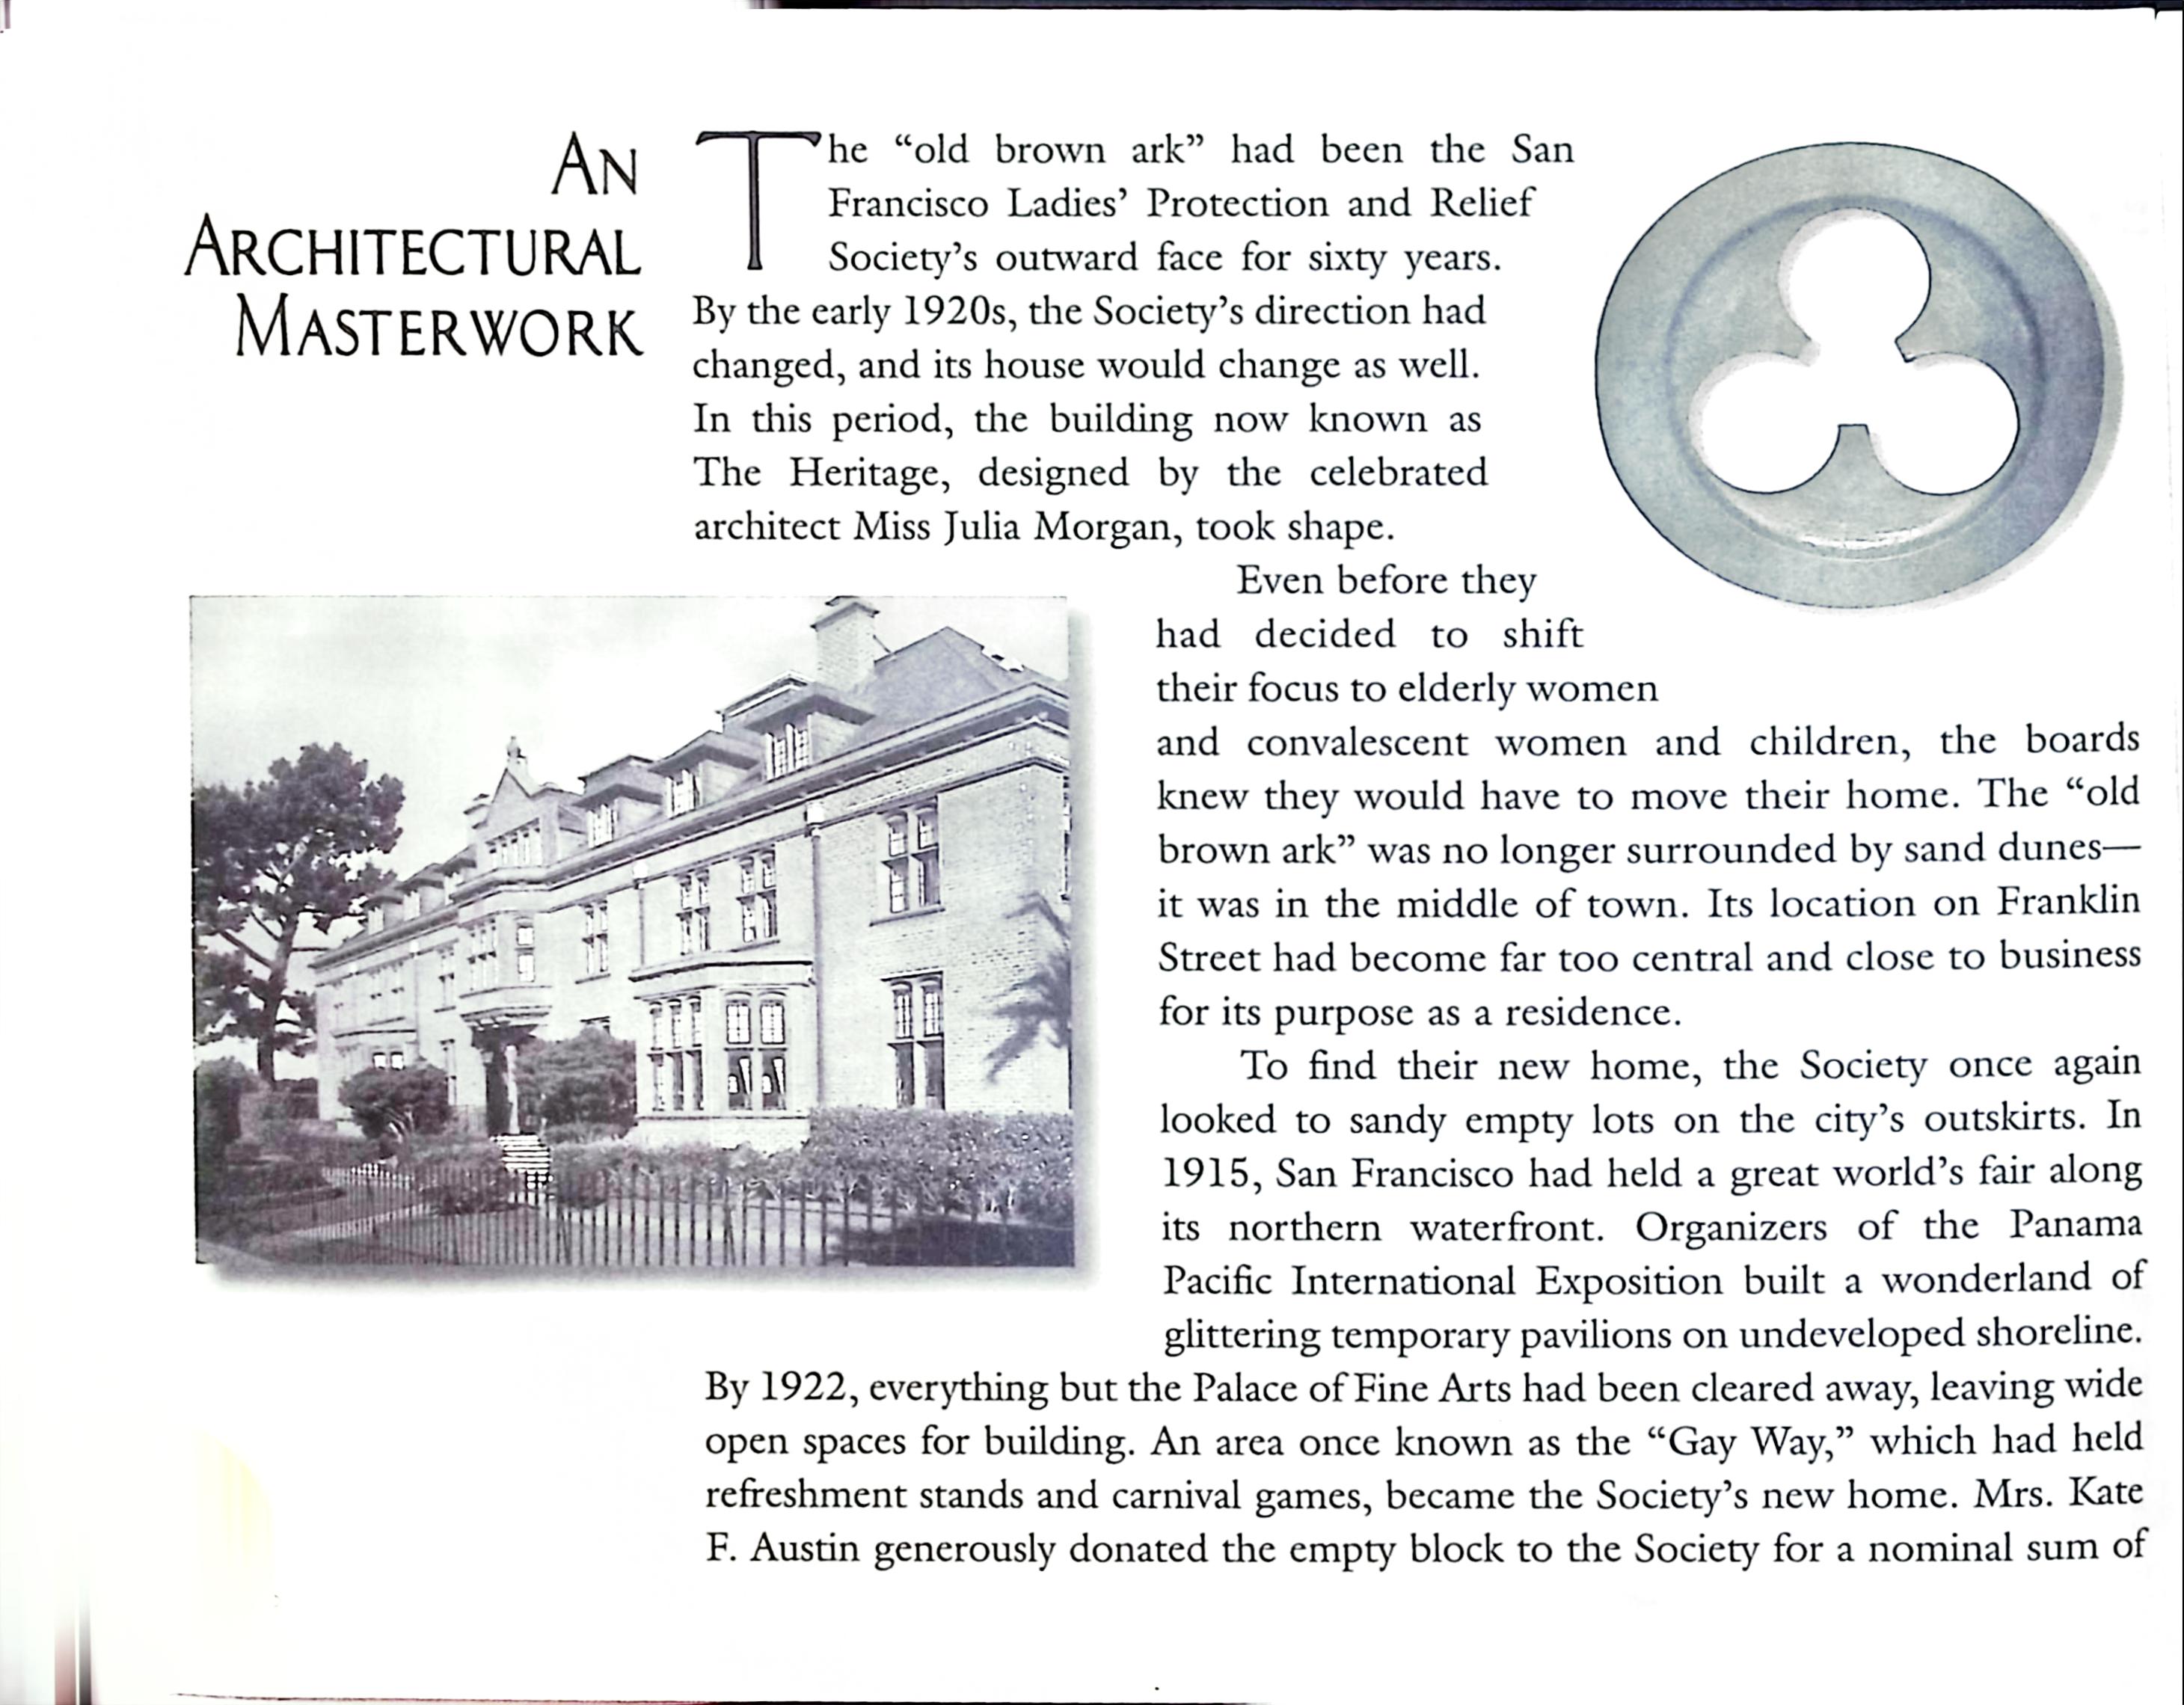 AN
ARCHITECTURAL
MASTERWORK
The “old brown ark” had been the San
Francisco Ladies’ Protection and Relief
Society’s outward face for sixty years.
By the early 1920s, the Society’s direction had
changed, and its house would change as well.
In this period, the building now known as
The Heritage, designed by the celebrated
architect Miss Julia Morgan, took shape.
Even before they
had decided to shift
their focus to elderly women
and convalescent women and children, the boards
knew they would have to move their home. The “old
brown ark” was no longer surrounded by sand dunes—
it was in the middle of town. Its location on Franklin
Street had become far too central and close to business
for its purpose as a residence.
To find their new home, the Society once again
looked to sandy empty lots on the city’s outskirts. In
1915, San Francisco had held a great world’s fair along
its northern waterfront. Organizers of the Panama
Pacific International Exposition built a wonderland of
glittering temporary pavilions on undeveloped shoreline.
By 1922, everything but the Palace of Fine Arts had been cleared away, leaving wide
open spaces for building. An area once known as the “Gay Way,” which had held
refreshment stands and carnival games, became the Society’s new home. Mrs. Kate
F. Austin generously donated the empty block to the Society for a nominal sum of